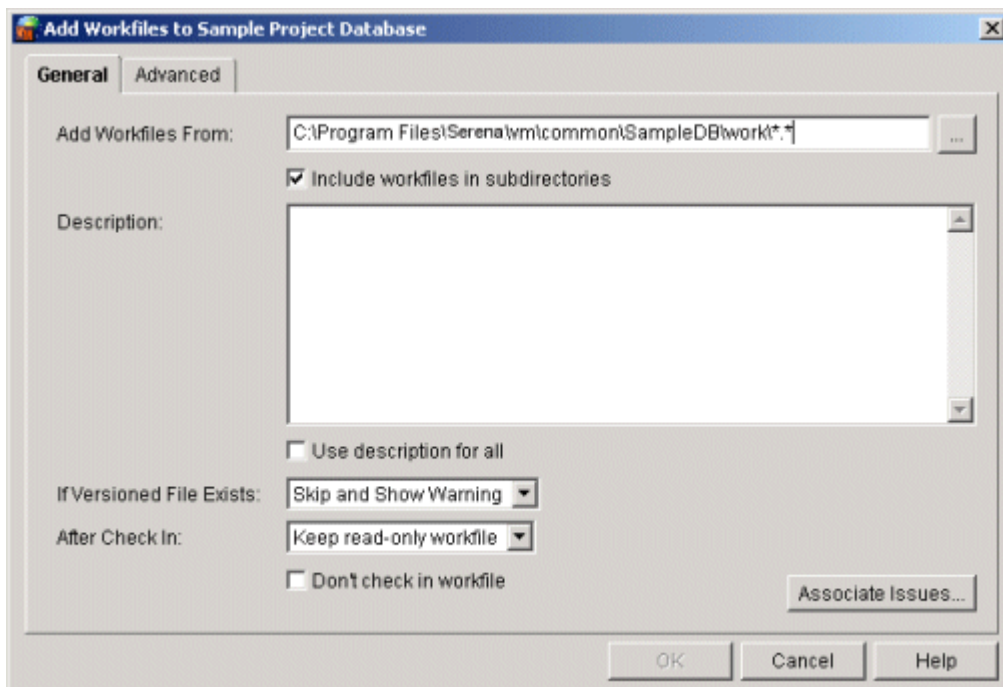 Add Workfiles to Sample Project Database
General
Advanced
Add Workfiles From:
C:\Program Files\Serena\vm\common\SampleDB\work\*.*
...
Include workfiles in subdirectories
Description:
Use description for all
If Versioned File Exists:
Skip and Show Warning
After Check In:
Keep read-only workfile
Don't check in workfile
Associate Issues...
OK
Cancel
Help